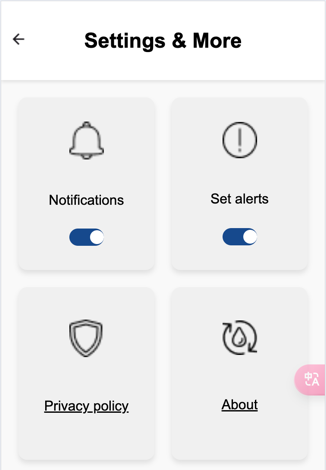 Settings & More
Notifications
Set alerts
Privacy policy
About